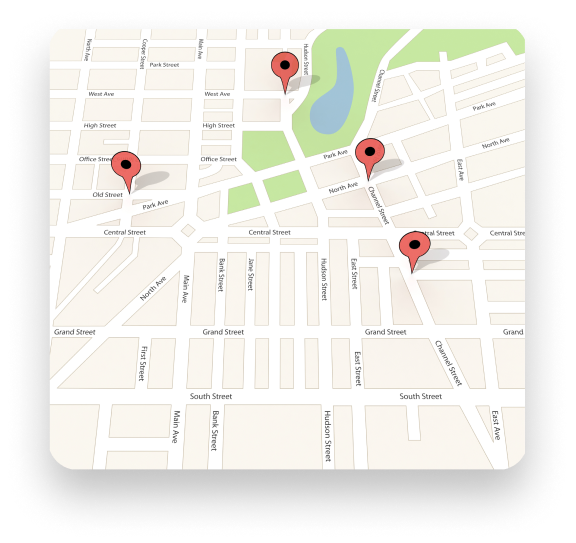 North Ave
Cooper Street
Main Ave
Hudson Street
Park Street
Channel Street
West Ave
West Ave
Park Ave
High Street
High Street
North Ave
Office Street
Office Street
Park Ave
East Ave
Old Street
North Ave
Park Ave
Channel Street
Central Street
Central Street
Central Street
Central Stre
Bank Street
Jane Street
Hudson Street
East Street
North Ave
Main Ave
Grand Street
Grand Street
Grand Street
Grand
First Street
East Street
Channel Street
South Street
South Street
Main Ave
Bank Street
Hudson Street
East Ave